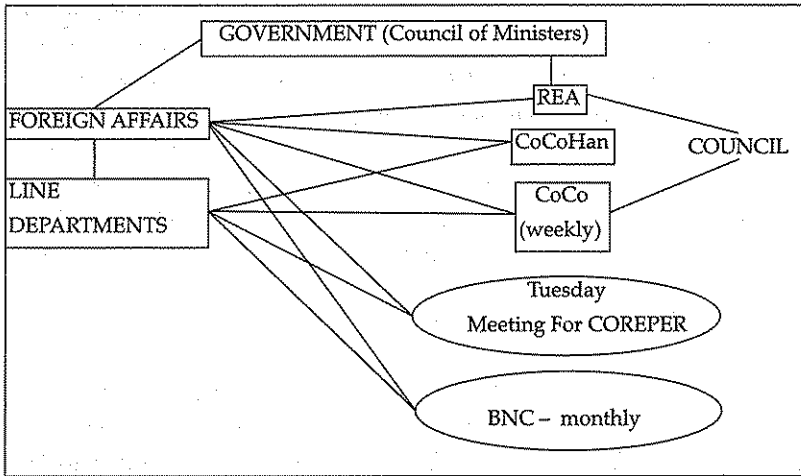 GOVERNMENT (Council of Ministers)
REA
FOREIGN AFFAIRS
CoCoHan
COUNCIL
LINE
DEPARTMENTS
CoCo
(weekly)
Tuesday
Meeting For COREPER
BNC – monthly